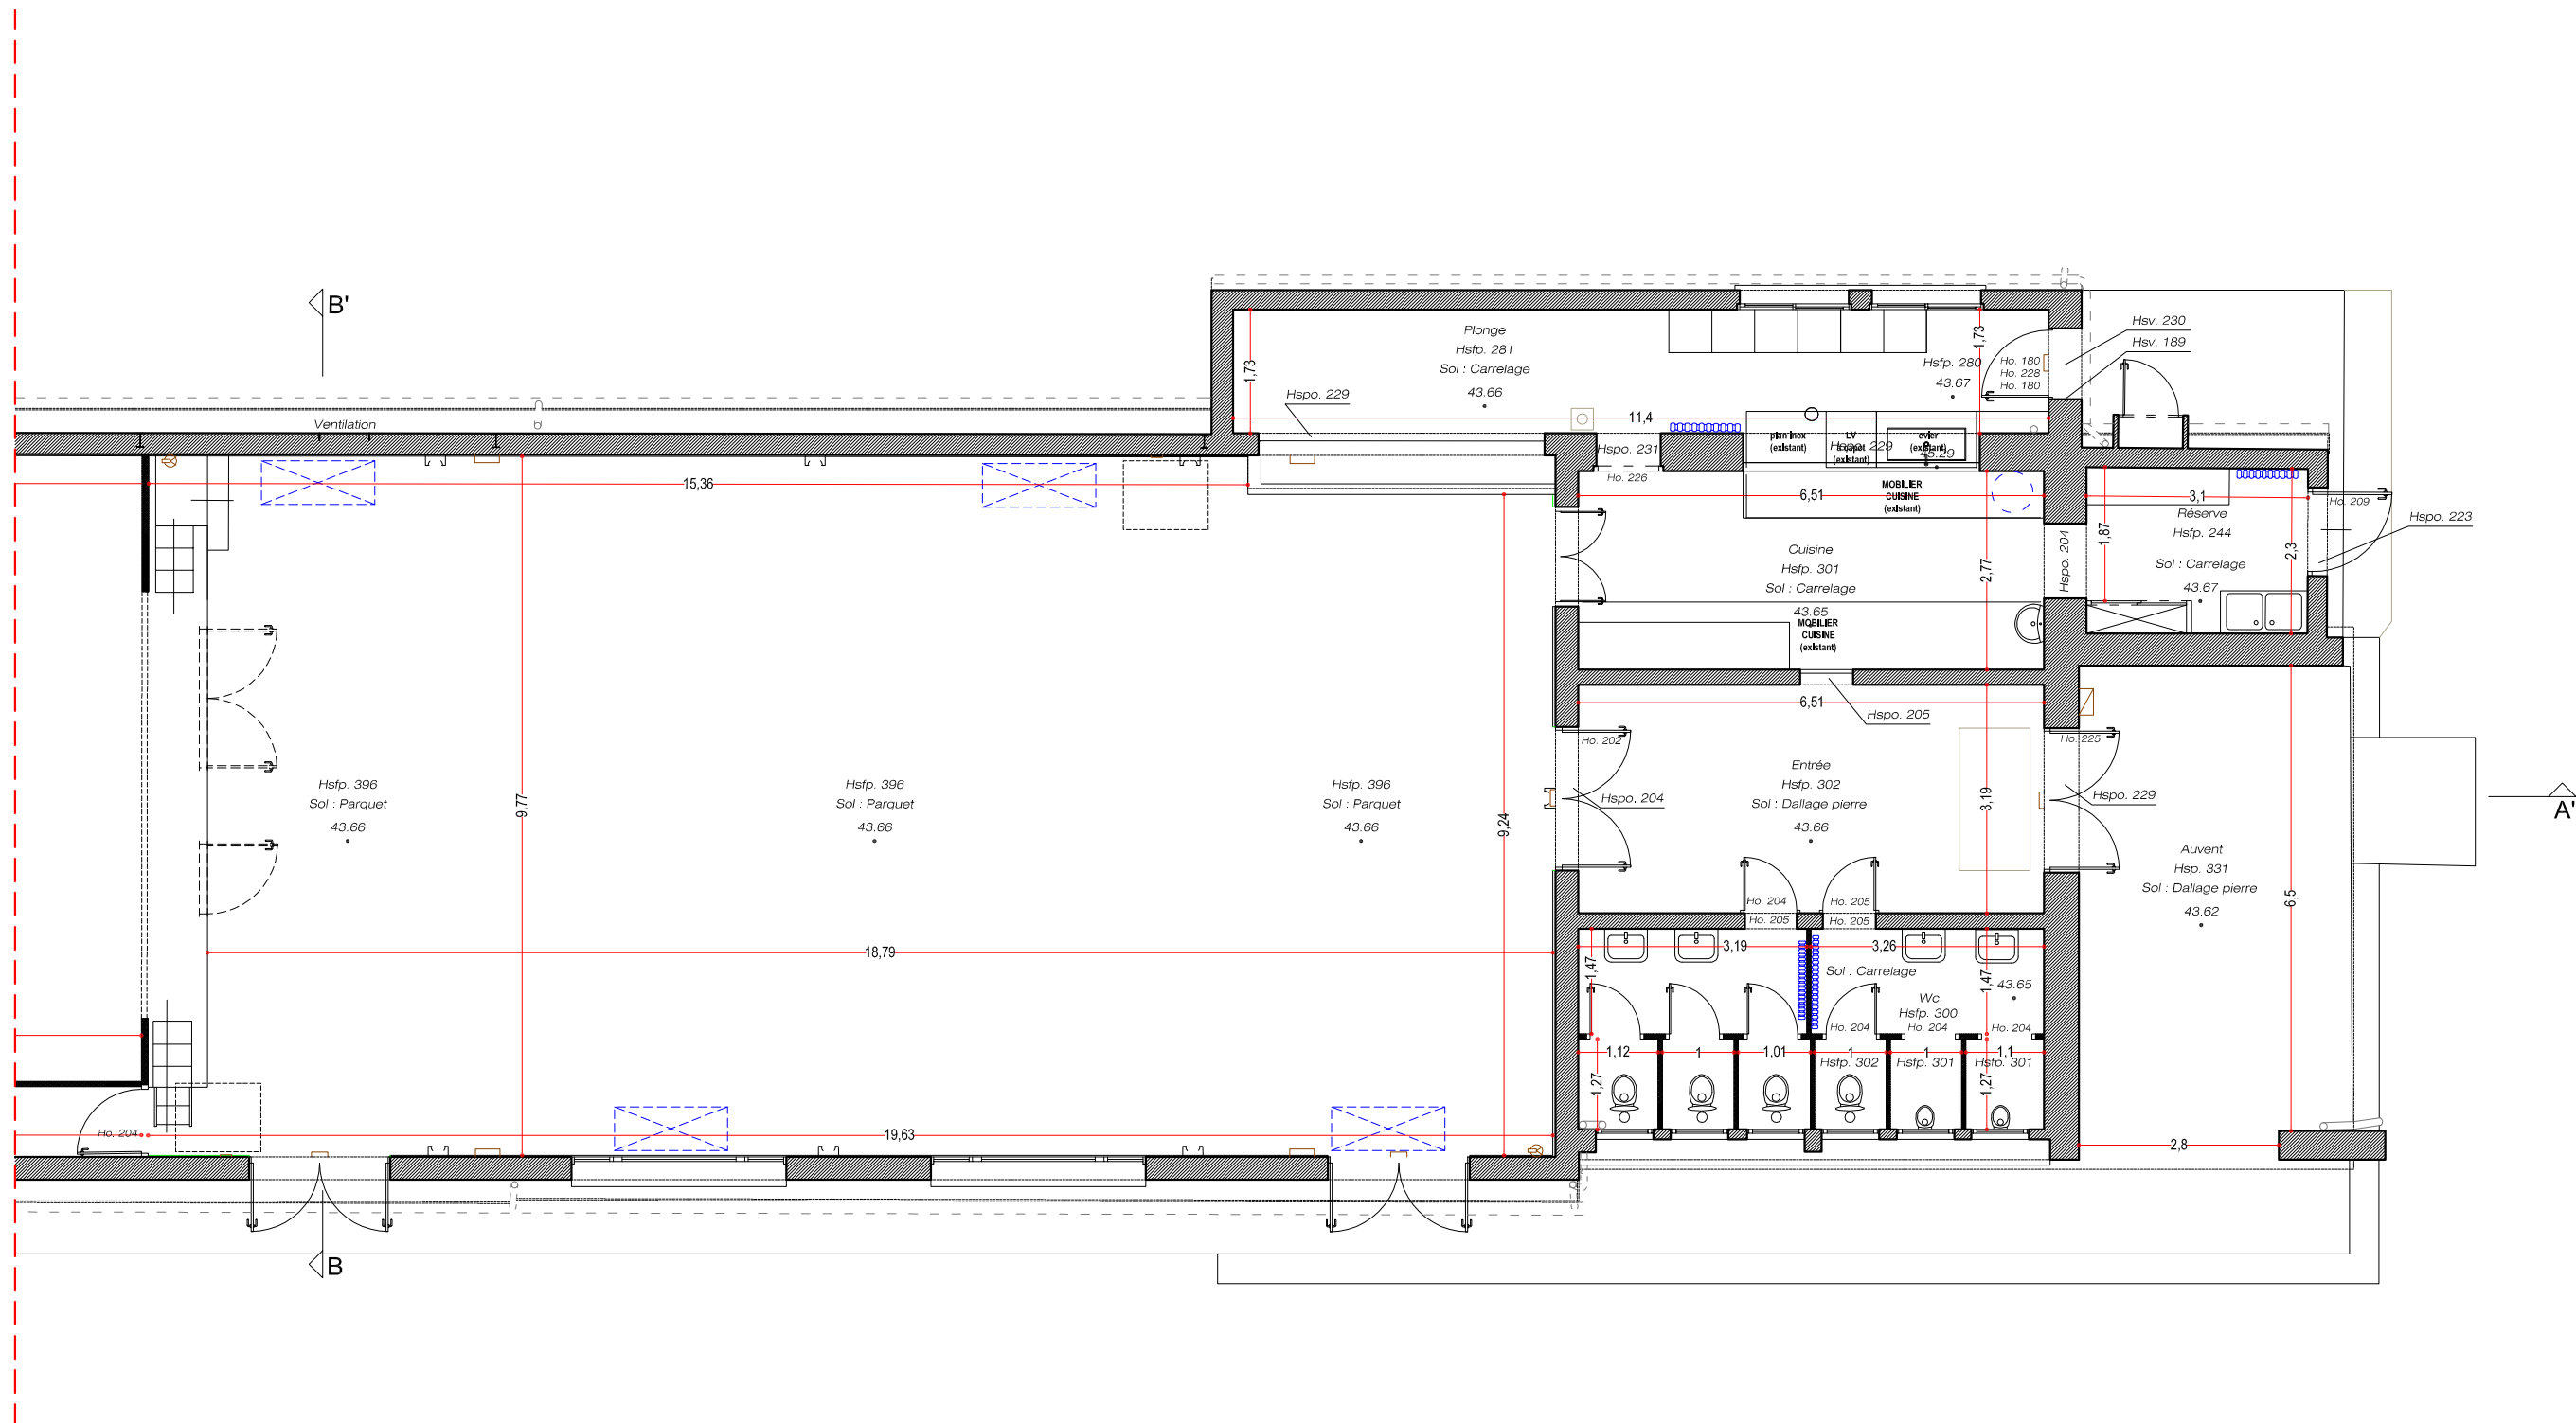 B'
Ventilation
Plonge
Hsfp. 281
Sol : Carrelage
43.66
1,73
Hspo. 229
11,4
1,73
Hsfp. 280
43.67
Ho. 180
Ho. 228
Ho. 180
Hsv. 230
Hsv. 189
plan inox
(existant)
LV
(existant)
evier
(existant)
Hspo. 229
Hspo. 231
Ho. 226
15,36
6,51
MOBILIER
CUISINE
(existant)
3,1
Ho. 209
Hspo. 223
Réserve
Hsfp. 244
Sol : Carrelage
43.67
1,87
2,3
Hspo. 204
Cuisine
Hsfp. 301
Sol : Carrelage
43.65
2,77
MOBILIER
CUISINE
(existant)
6,51
Hspo. 205
Ho. 202
Ho. 225
Hspo. 204
Hspo. 229
Entrée
Hsfp. 302
Sol : Dallage pierre
43.66
3,19
Hsfp. 396
Sol : Parquet
43.66
9,77
Hsfp. 396
Sol : Parquet
43.66
Hsfp. 396
Sol : Parquet
43.66
9,24
A'
Auvent
Hsp. 331
Sol : Dallage pierre
43.62
6,5
Ho. 204
Ho. 205
Ho. 205
Ho. 205
18,79
3,19
3,26
1,47
Sol : Carrelage
1,47
43.65
Wc.
Hsfp. 300
Ho. 204
Ho. 204
Ho. 204
1,12
1
1,01
1
1
1,1
Hsfp. 302
Hsfp. 301
Hsfp. 301
1,27
1,27
Ho. 204
19,63
2,8
B